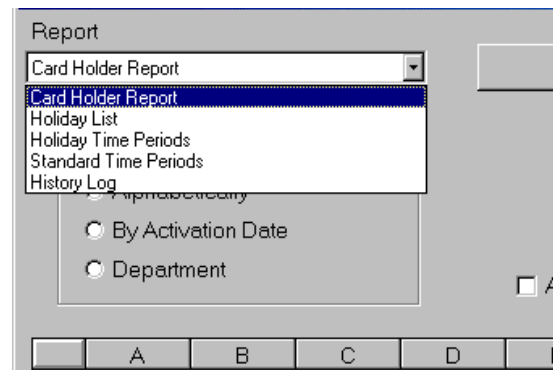 Report
Card Holder Report
Card Holder Report
Holiday List
Holiday Time Periods
Standard Time Periods
History Log
Alphabetically
By Activation Date
Department
A
A B C D